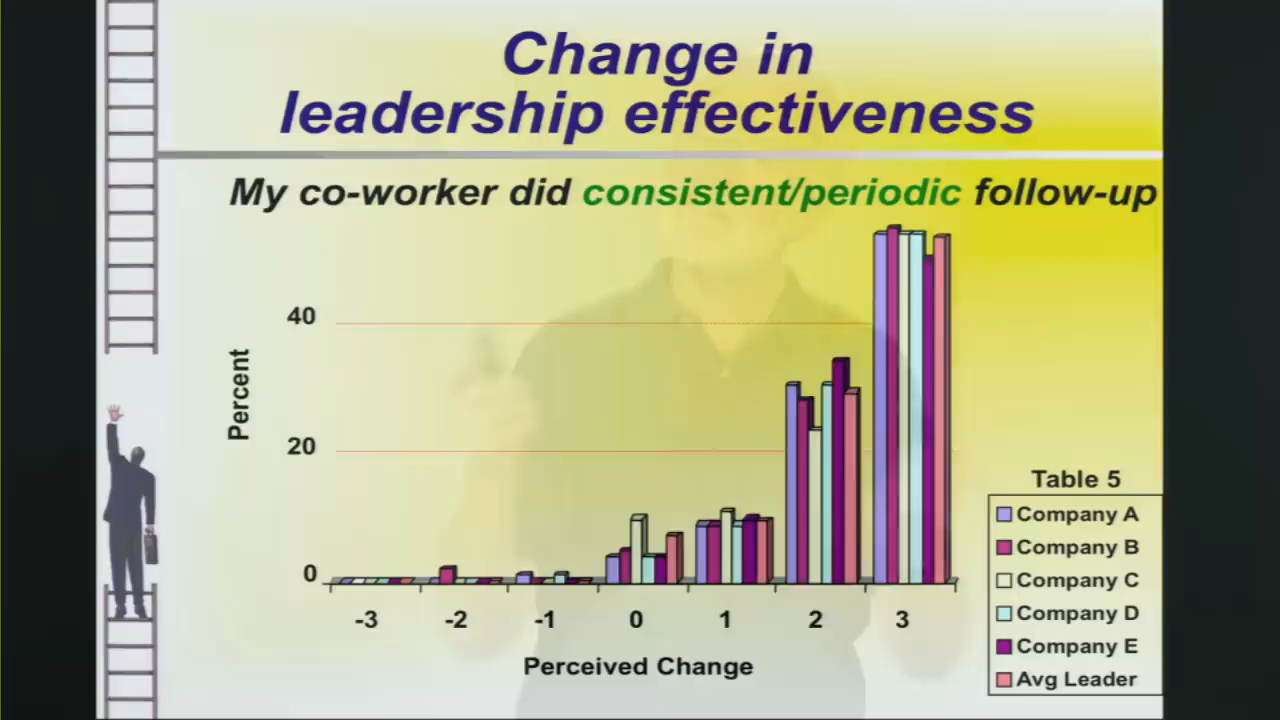 Change in
leadership effectiveness
My co-worker did consistent/periodic follow-up
40
20
0
Percent
-3 -2 -1 0 1 2 3
Perceived Change
Table 5
Company A
Company B
Company C
Company D
Company E
Avg Leader